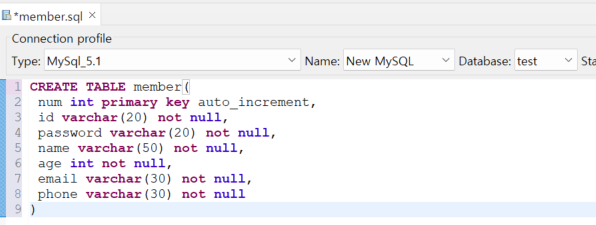 *member.sql
Connection profile
Type: MySql_5.1 Name: New MySQL Database: test Sta
1 CREATE TABLE member(
2 num int primary key auto_increment,
3 id varchar(20) not null,
4 password varchar(20) not null,
5 name varchar(50) not null,
6 age int not null,
7 email varchar(30) not null,
8 phone varchar(30) not null
9 )